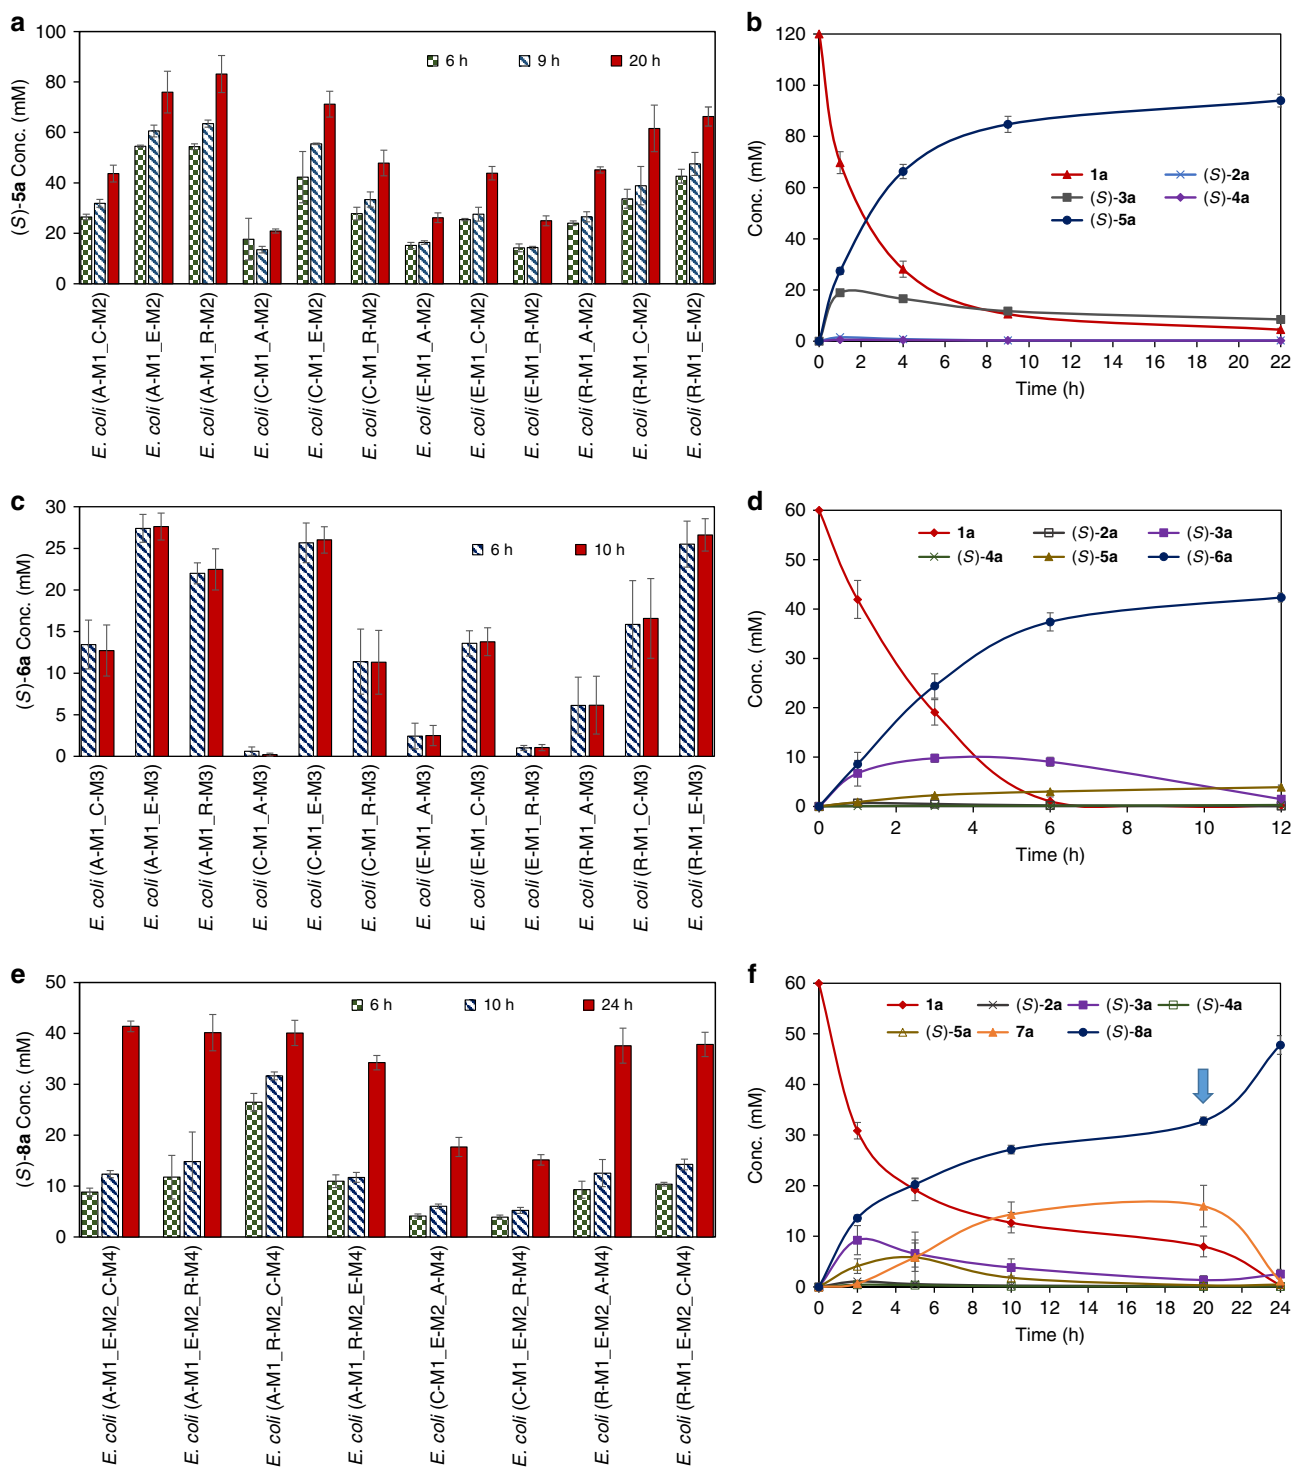 a
(S)-5a Conc. (mM)
100
80
60
40
20
0
6 h
9 h
20 h
E. coli (A-M1_C-M2)
E. coli (A-M1_E-M2)
E. coli (A-M1_R-M2)
E. coli (C-M1_A-M2)
E. coli (C-M1_E-M2)
E. coli (C-M1_R-M2)
E. coli (E-M1_A-M2)
E. coli (E-M1_C-M2)
E. coli (E-M1_R-M2)
E. coli (R-M1_A-M2)
E. coli (R-M1_C-M2)
E. coli (R-M1_E-M2)
b
Conc. (mM)
120
100
80
60
40
20
0
1a
(S)-2a
(S)-3a
(S)-4a
(S)-5a
0 2 4 6 8 10 12 14 16 18 20 22
Time (h)
c
(S)-6a Conc. (mM)
30
25
20
15
10
5
0
6 h
10 h
E. coli (A-M1_C-M3)
E. coli (A-M1_E-M3)
E. coli (A-M1_R-M3)
E. coli (C-M1_A-M3)
E. coli (C-M1_E-M3)
E. coli (C-M1_R-M3)
E. coli (E-M1_A-M3)
E. coli (E-M1_C-M3)
E. coli (E-M1_R-M3)
E. coli (R-M1_A-M3)
E. coli (R-M1_C-M3)
E. coli (R-M1_E-M3)
d
Conc. (mM)
60
50
40
30
20
10
0
1a
(S)-2a
(S)-3a
(S)-4a
(S)-5a
(S)-6a
0 2 4 6 8 10 12
Time (h)
e
(S)-8a Conc. (mM)
50
40
30
20
10
0
6 h
10 h
24 h
E. coli (A-M1_E-M2_C-M4)
E. coli (A-M1_E-M2_R-M4)
E. coli (A-M1_R-M2_C-M4)
E. coli (A-M1_R-M2_E-M4)
E. coli (C-M1_E-M2_A-M4)
E. coli (C-M1_E-M2_R-M4)
E. coli (R-M1_E-M2_A-M4)
E. coli (R-M1_E-M2_C-M4)
f
Conc. (mM)
60
50
40
30
20
10
0
1a
(S)-2a
(S)-3a
(S)-4a
(S)-5a
7a
(S)-8a
0 2 4 6 8 10 12 14 16 18 20 22 24
Time (h)